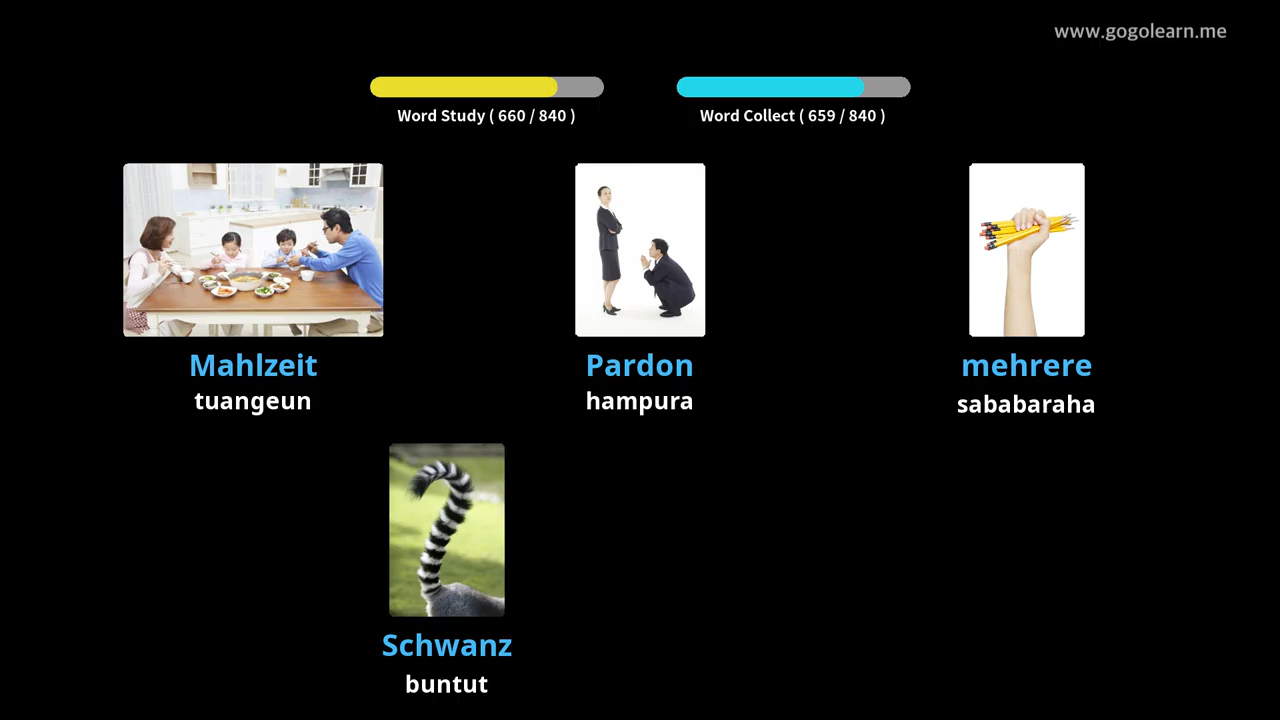 www.gogolearn.me
Word Study ( 660 / 840 )
Word Collect ( 659 / 840 )
Mahlzeit
tuangeun
Pardon
hampura
mehrere
sababaraha
Schwanz
buntut